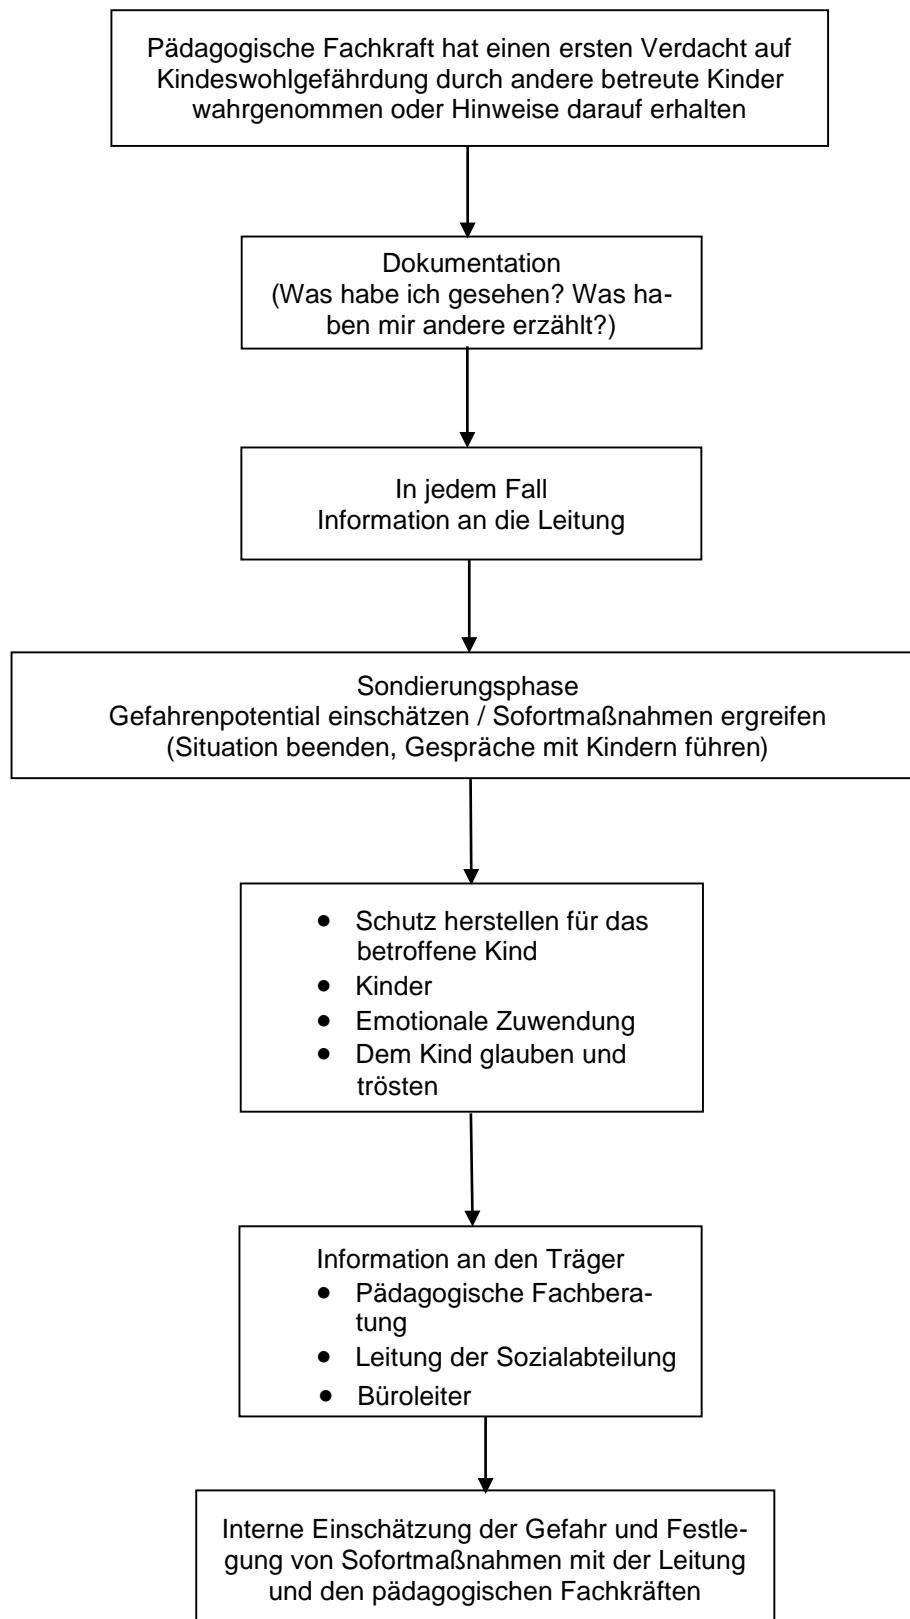 Pädagogische Fachkraft hat einen ersten Verdacht auf
Kindeswohlgefährdung durch andere betreute Kinder
wahrgenommen oder Hinweise darauf erhalten
Dokumentation
(Was habe ich gesehen? Was ha-
ben mir andere erzählt?)
In jedem Fall
Information an die Leitung
Sondierungsphase
Gefahrenpotential einschätzen / Sofortmaßnahmen ergreifen
(Situation beenden, Gespräche mit Kindern führen)
• Schutz herstellen für das
betroffene Kind
• Kinder
• Emotionale Zuwendung
• Dem Kind glauben und
trösten
Information an den Träger
• Pädagogische Fachbera-
tung
• Leitung der Sozialabteilung
• Büroleiter
Interne Einschätzung der Gefahr und Festle-
gung von Sofortmaßnahmen mit der Leitung
und den pädagogischen Fachkräften